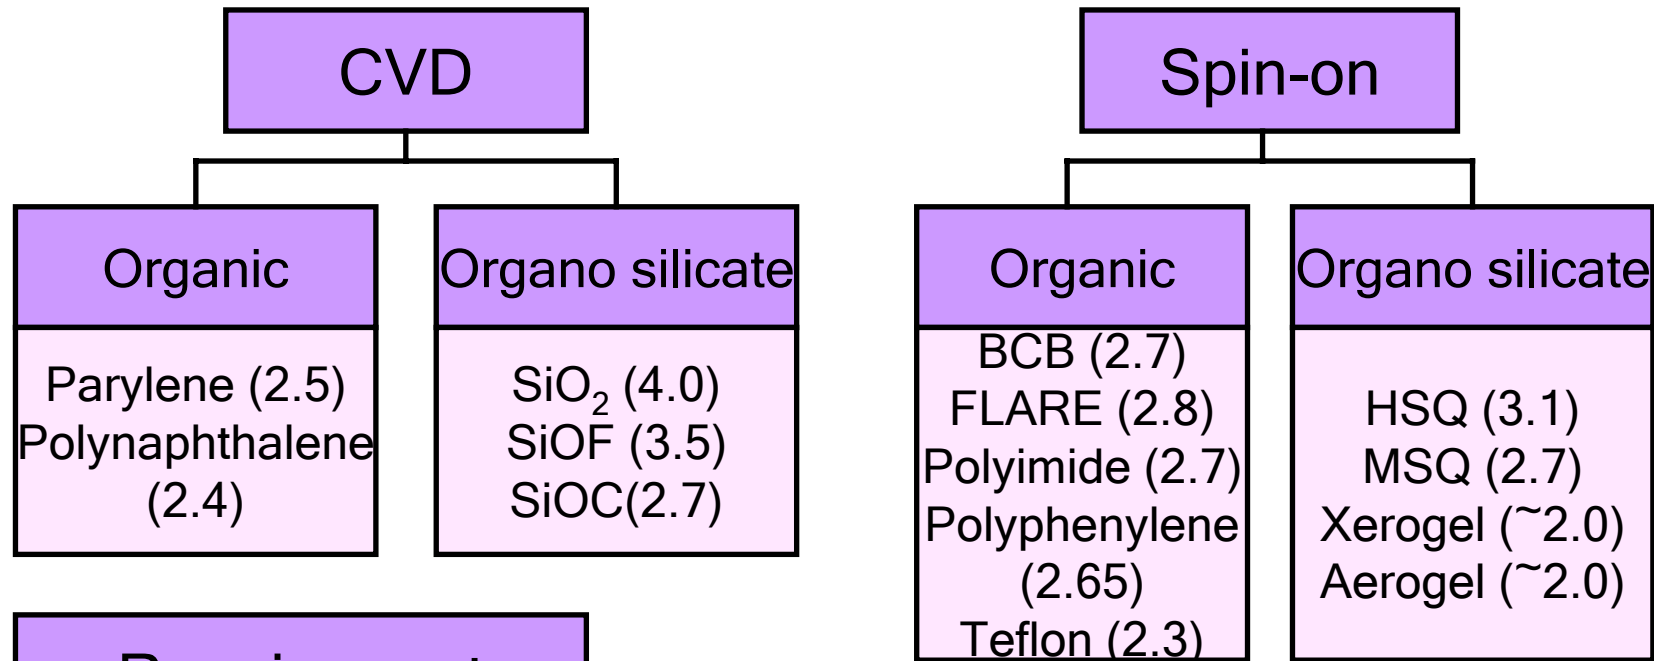 CVD
Organic
Organo silicate
Parylene (2.5)
Polynaphthalene
(2.4)
SiO₂ (4.0)
SiOF (3.5)
SiOC(2.7)
Spin-on
Organic
Organo silicate
BCB (2.7)
FLARE (2.8)
Polyimide (2.7)
Polyphenylene
(2.65)
Teflon (2.3)
HSQ (3.1)
MSQ (2.7)
Xerogel (~2.0)
Aerogel (~2.0)